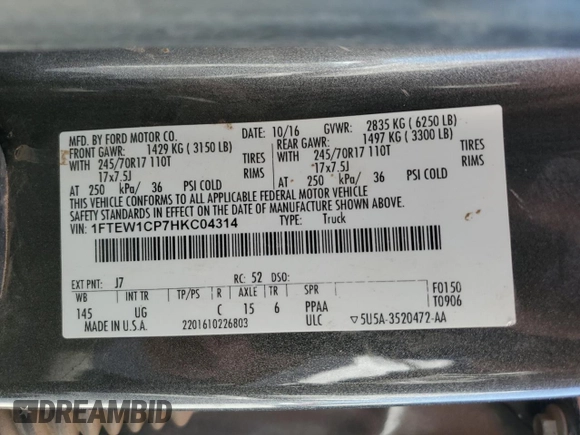 MFD. BY FORD MOTOR CO. 10/16 GVWR: 2835 KG ( 6250 LB)
FRONT GAWR: 1429 KG ( 3150 LB) REAR GAWR: 1497 KG ( 3300 LB)
WITH 245/70R17 110T TIRES WITH 245/70R17 110T TIRES
17x7.5J RIMS 17x7.5J RIMS
AT 250 kPa/ 36 PSI COLD AT 250 kPa/ 36 PSI COLD
THIS VEHICLE CONFORMS TO ALL APPLICABLE FEDERAL MOTOR VEHICLE
SAFETY STANDARDS IN EFFECT ON THE DATE OF MANUFACTURE SHOWN ABOVE.
VIN: 1FTEW1CP7HKC04314 TYPE: Truck
EXT PNT: J7 RC: 52 DSO:
WB INT TR TP/PS R AXLE TR SPR F0150
145 UG C 15 6 PPAA T0906
MADE IN U.S.A. 2201610226803 ULC ▽5U5A-3520472-AA
DREAMBID